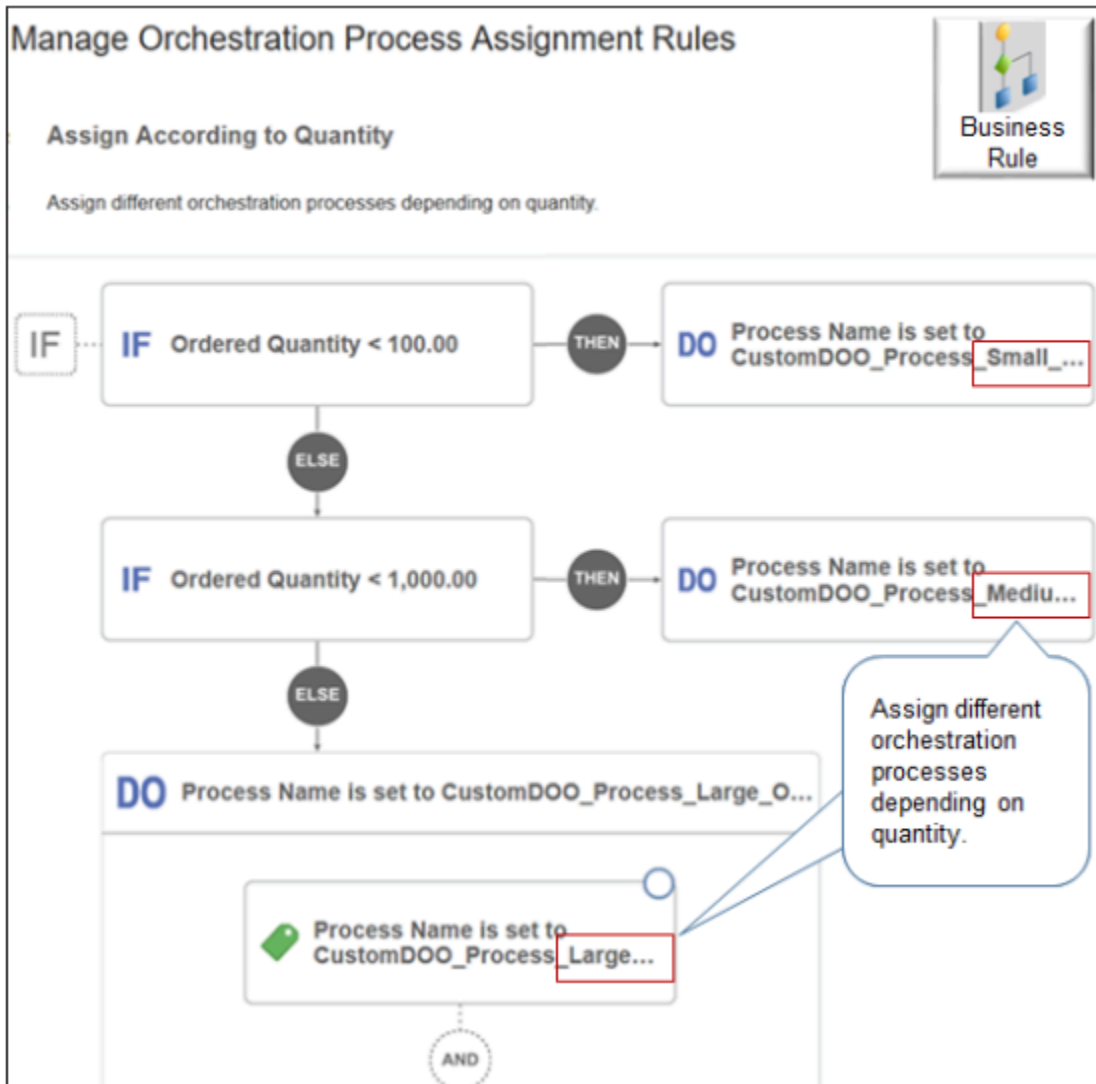 Manage Orchestration Process Assignment Rules
Business
Rule
Assign According to Quantity
Assign different orchestration processes depending on quantity.
IF
IF Ordered Quantity < 100.00
THEN
DO Process Name is set to
CustomDOO_Process_Small_...
ELSE
IF Ordered Quantity < 1,000.00
THEN
DO Process Name is set to
CustomDOO_Process_Mediu...
ELSE
DO Process Name is set to CustomDOO_Process_Large_O...
Assign different
orchestration
processes
depending on
quantity.
Process Name is set to
CustomDOO_Process_Large...
AND